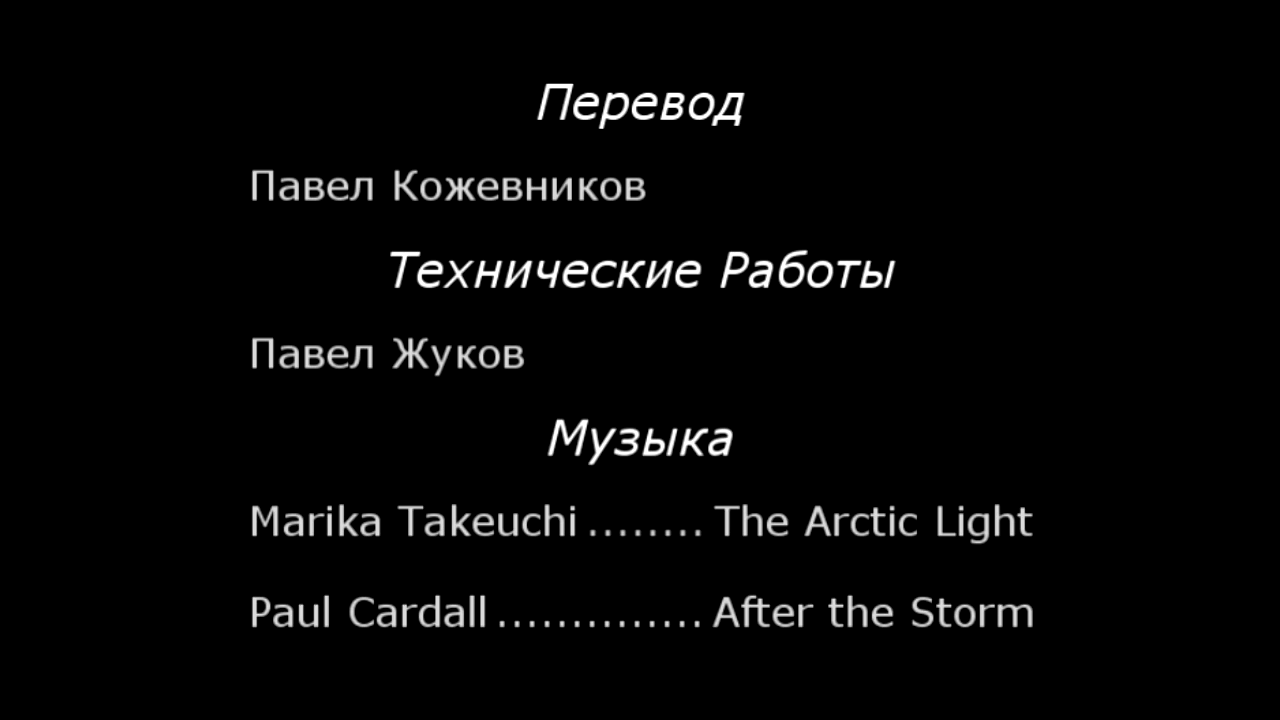 Перевод
Павел Кожевников
Технические Работы
Павел Жуков
Музыка
Marika Takeuchi ........ The Arctic Light
Paul Cardall .............. After the Storm